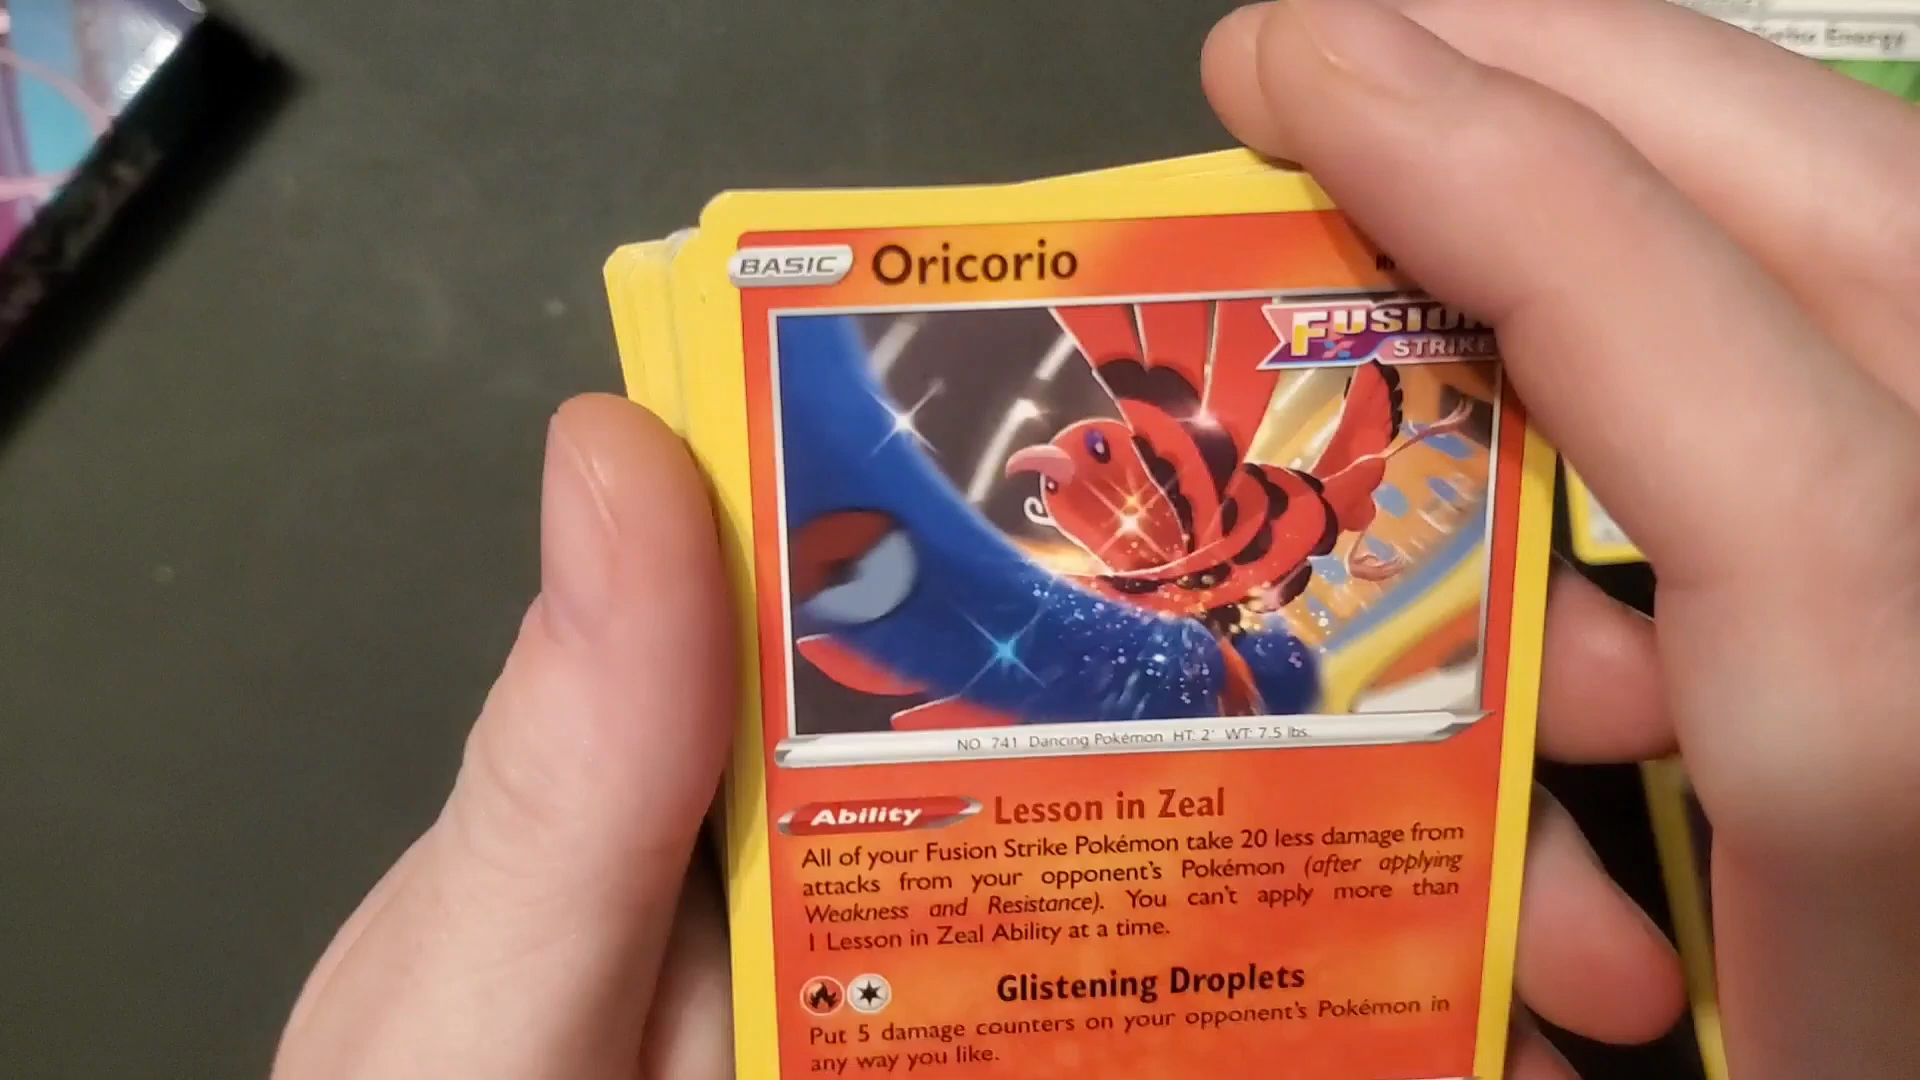 Energy
BASIC Oricorio
FUSION
STRIKE
NO. 741 Dancing Pokémon HT: 2' WT: 7.5 lbs.
Ability Lesson in Zeal
All of your Fusion Strike Pokémon take 20 less damage from
attacks from your opponent's Pokémon (after applying
Weakness and Resistance). You can't apply more than
1 Lesson in Zeal Ability at a time.
Glistening Droplets
Put 5 damage counters on your opponent's Pokémon in
any way you like.